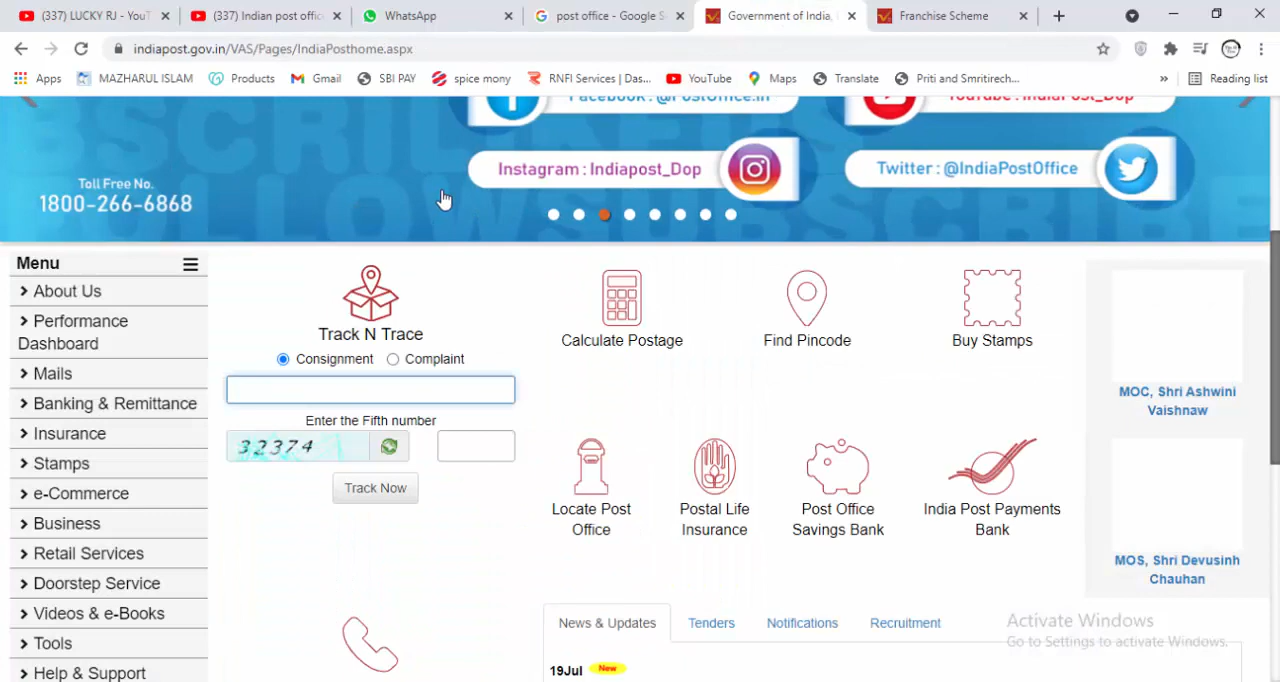 (337) LUCKY RJ - YouT
(337) Indian post offic
WhatsApp
post office - Google S
Government of India,
Franchise Scheme
indiapost.gov.in/VAS/Pages/IndiaPosthome.aspx
Apps
MAZHARUL ISLAM
Products
Gmail
SBI PAY
spice mony
RNFI Services | Das...
YouTube
Maps
Translate
Priti and Smritirech...
»
Reading list
Facebook : @PostOffice.in
YouTube : IndiaPost_Dop
Instagram : Indiapost_Dop
Twitter : @IndiaPostOffice
Toll Free No.
1800-266-6868
Menu
About Us
Performance
Dashboard
Mails
Banking & Remittance
Insurance
Stamps
e-Commerce
Business
Retail Services
Doorstep Service
Videos & e-Books
Tools
Help & Support
Track N Trace
Consignment
Complaint
Enter the Fifth number
32374
Track Now
Calculate Postage
Find Pincode
Buy Stamps
Locate Post
Office
Postal Life
Insurance
Post Office
Savings Bank
India Post Payments
Bank
MOC, Shri Ashwini
Vaishnaw
MOS, Shri Devusinh
Chauhan
News & Updates
Tenders
Notifications
Recruitment
19Jul
New
Activate Windows
Go to Settings to activate Windows.